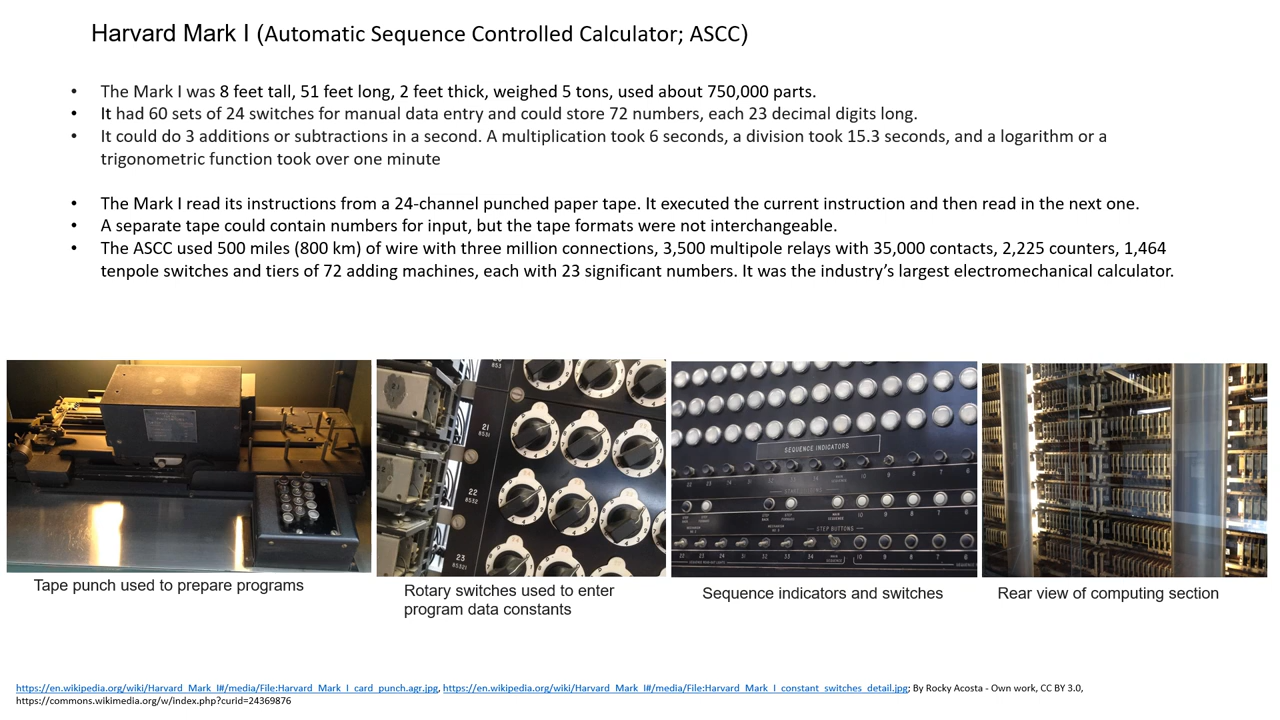 Harvard Mark I (Automatic Sequence Controlled Calculator; ASCC)
• The Mark I was 8 feet tall, 51 feet long, 2 feet thick, weighed 5 tons, used about 750,000 parts.
• It had 60 sets of 24 switches for manual data entry and could store 72 numbers, each 23 decimal digits long.
• It could do 3 additions or subtractions in a second. A multiplication took 6 seconds, a division took 15.3 seconds, and a logarithm or a
trigonometric function took over one minute
• The Mark I read its instructions from a 24-channel punched paper tape. It executed the current instruction and then read in the next one.
• A separate tape could contain numbers for input, but the tape formats were not interchangeable.
• The ASCC used 500 miles (800 km) of wire with three million connections, 3,500 multipole relays with 35,000 contacts, 2,225 counters, 1,464
tenpole switches and tiers of 72 adding machines, each with 23 significant numbers. It was the industry's largest electromechanical calculator.
21
8531
22
8532
23
85321
SEQUENCE INDICATORS
STEP BUTTONS
Tape punch used to prepare programs
Rotary switches used to enter
program data constants
Sequence indicators and switches
Rear view of computing section
https://en.wikipedia.org/wiki/Harvard_Mark_I#/media/File:Harvard_Mark_I_card_punch.agr.jpg, https://en.wikipedia.org/wiki/Harvard_Mark_I#/media/File:Harvard_Mark_I_constant_switches_detail.jpg; By Rocky Acosta - Own work, CC BY 3.0,
https://commons.wikimedia.org/w/index.php?curid=24369876